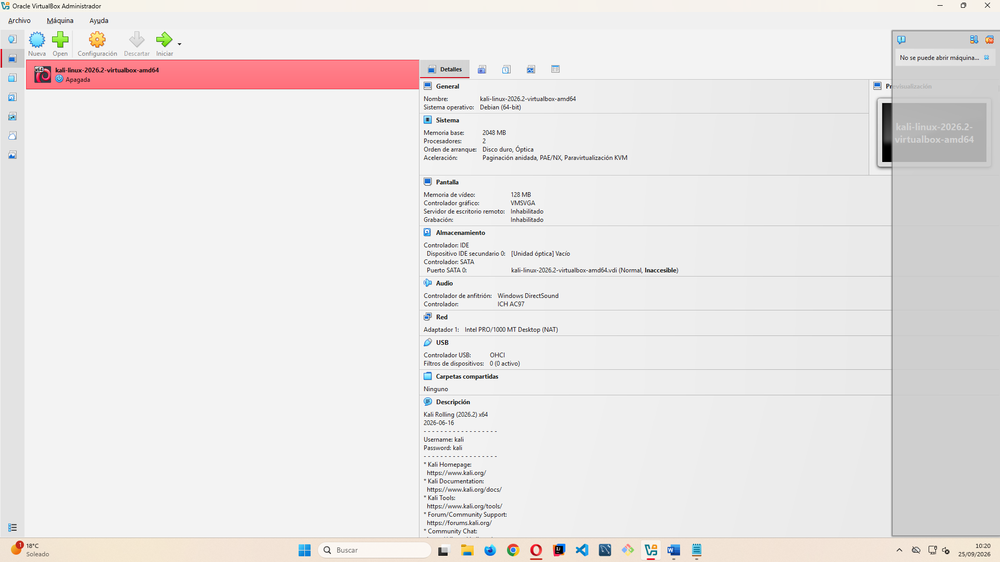 Oracle VirtualBox Administrador
Archivo Máquina Ayuda
Nueva Open Configuración Descartar Iniciar
No se puede abrir máquina...
x64
kali-linux-2026.2-virtualbox-amd64
Apagada
Detalles
General
Nombre: kali-linux-2026.2-virtualbox-amd64
Sistema operativo: Debian (64-bit)
Previsualización
kali-linux-2026.2-
virtualbox-amd64
Sistema
Memoria base: 2048 MB
Procesadores: 2
Orden de arranque: Disco duro, Óptica
Aceleración: Paginación anidada, PAE/NX, Paravirtualización KVM
Pantalla
Memoria de vídeo: 128 MB
Controlador gráfico: VMSVGA
Servidor de escritorio remoto: Inhabilitado
Grabación: Inhabilitado
Almacenamiento
Controlador: IDE
Dispositivo IDE secundario 0: [Unidad óptica] Vacío
Controlador: SATA
Puerto SATA 0: kali-linux-2026.2-virtualbox-amd64.vdi (Normal, Inaccesible)
Audio
Controlador de anfitrión: Windows DirectSound
Controlador: ICH AC97
Red
Adaptador 1: Intel PRO/1000 MT Desktop (NAT)
USB
Controlador USB: OHCI
Filtros de dispositivos: 0 (0 activo)
Carpetas compartidas
Ninguno
Descripción
Kali Rolling (2026.2) x64
2026-06-16
- - - - - - - - - - - - - - - - - -
Username: kali
Password: kali
- - - - - - - - - - - - - - - - - -
* Kali Homepage:
https://www.kali.org/
* Kali Documentation:
https://www.kali.org/docs/
* Kali Tools:
https://www.kali.org/tools/
* Forum/Community Support:
https://forums.kali.org/
* Community Chat:
1
18°C
Soleado
Buscar
10:20
25/09/2026